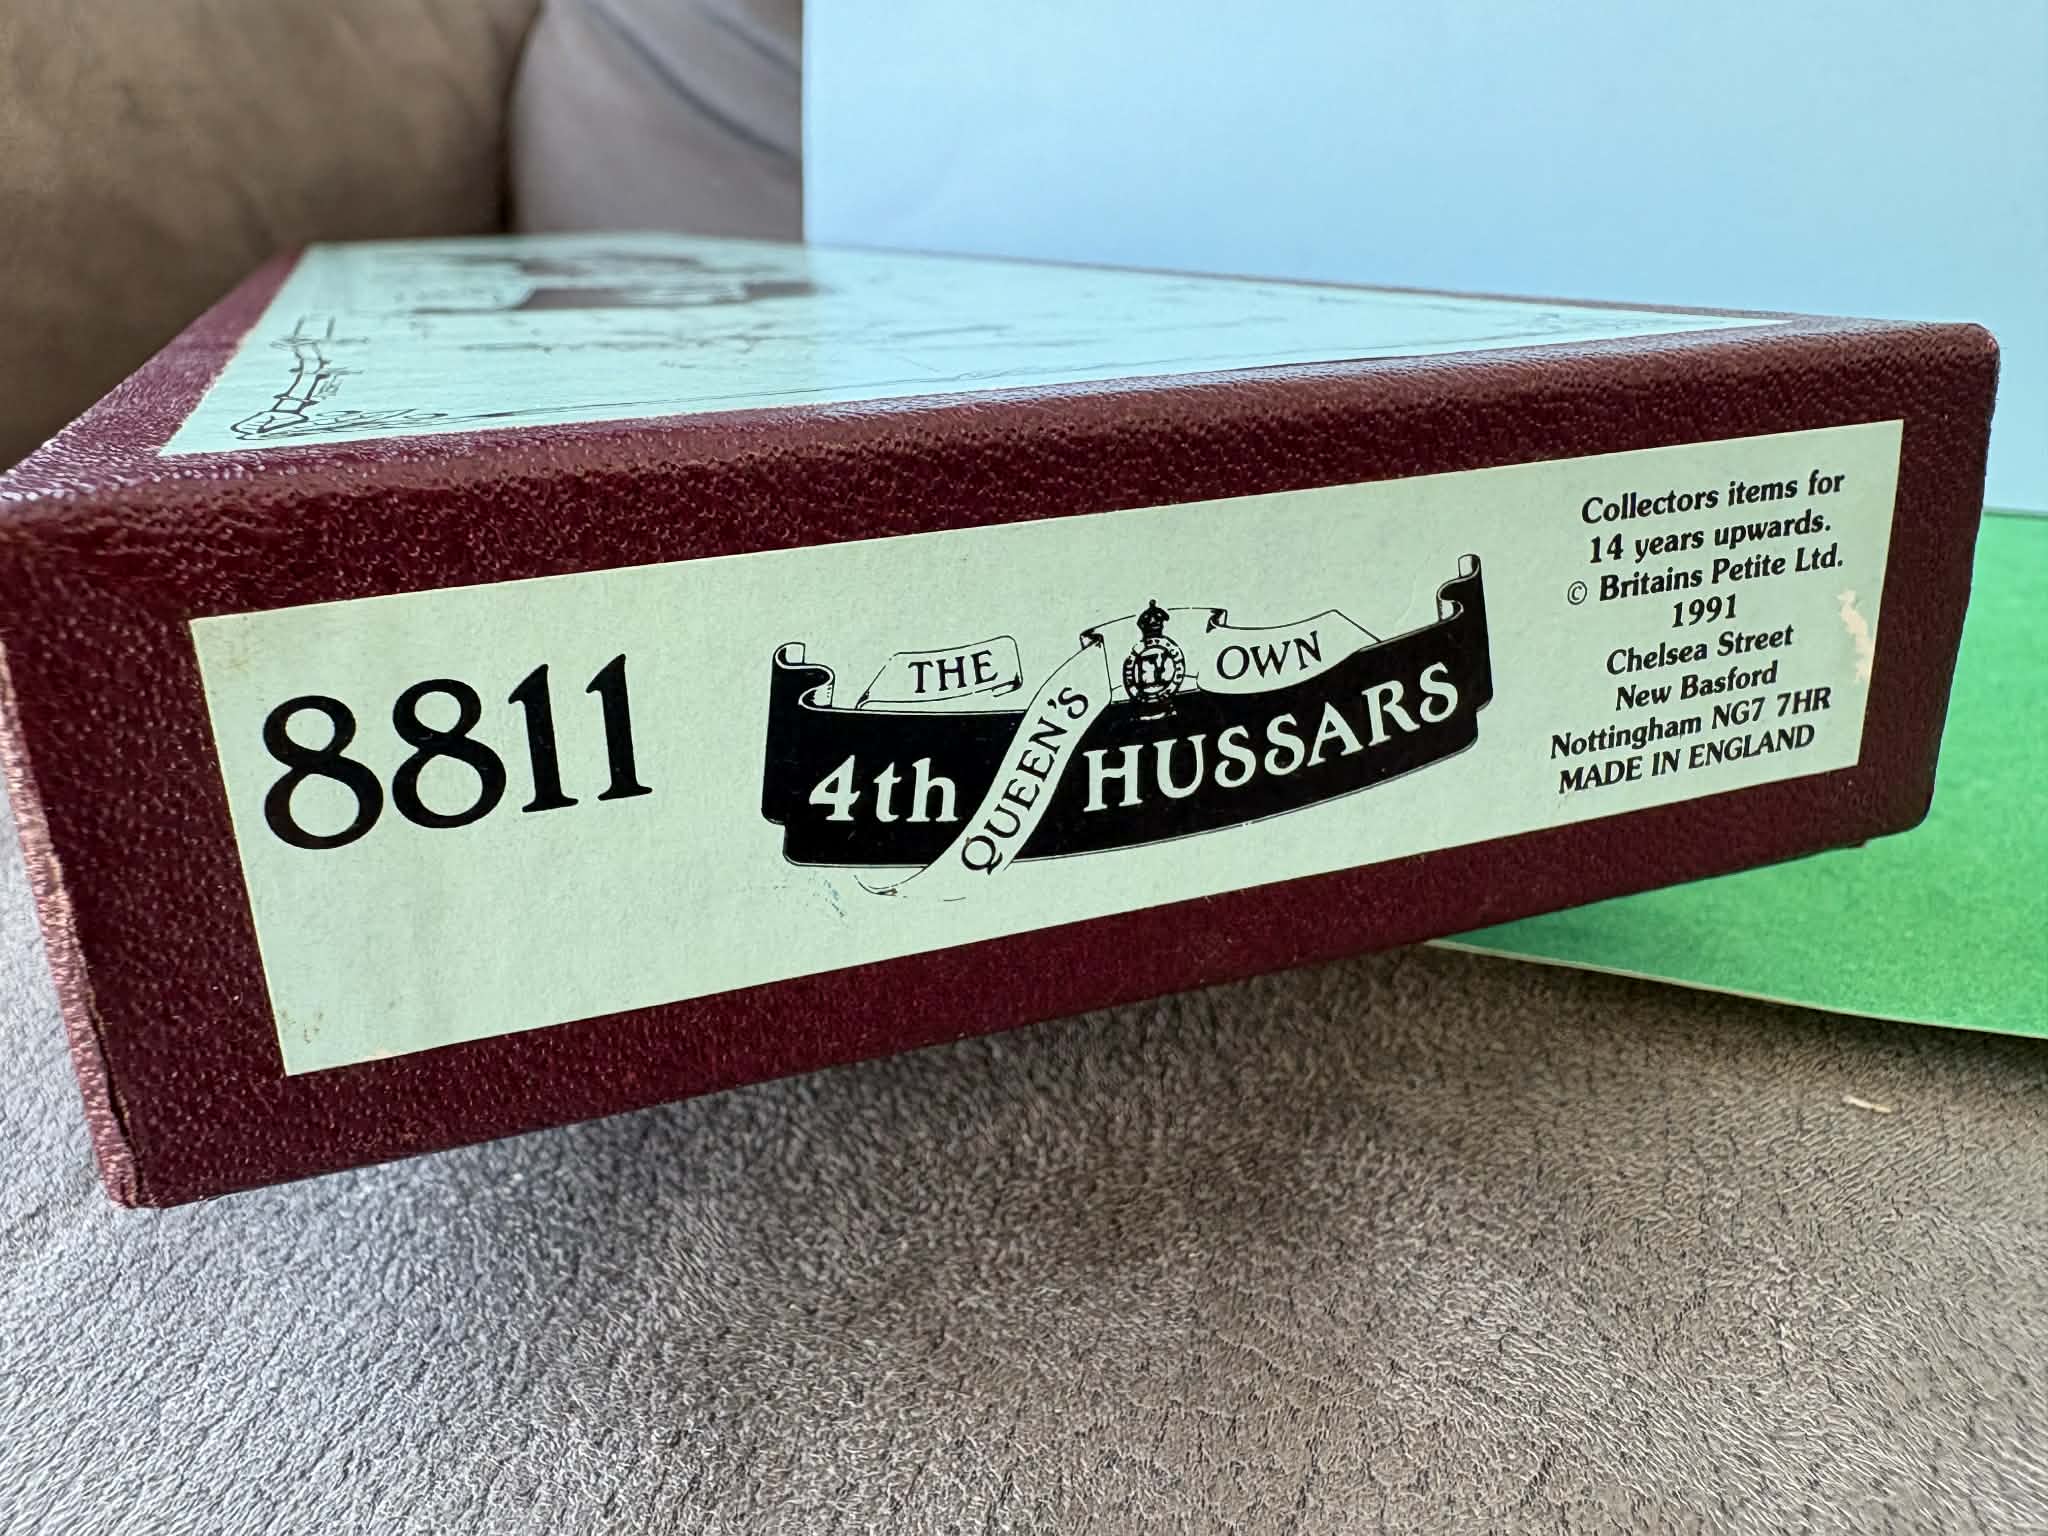 8811
THE
QUEEN'S
OWN
4th HUSSARS
Collectors items for
14 years upwards.
© Britains Petite Ltd.
1991
Chelsea Street
New Basford
Nottingham NG7 7HR
MADE IN ENGLAND